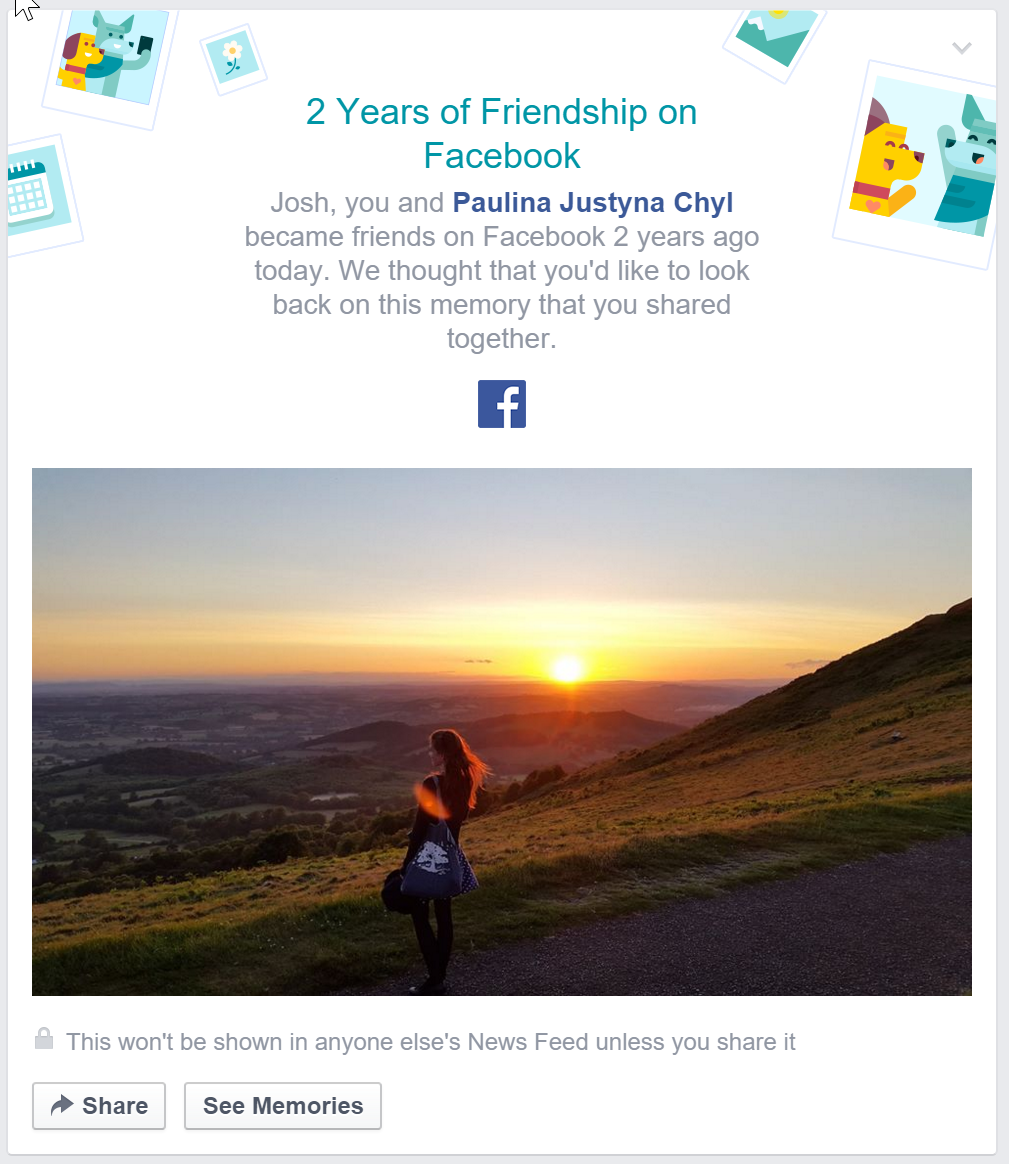 2 Years of Friendship on
Facebook
Josh, you and Paulina Justyna Chyl
became friends on Facebook 2 years ago
today. We thought that you'd like to look
back on this memory that you shared
together.
This won't be shown in anyone else's News Feed unless you share it
Share
See Memories